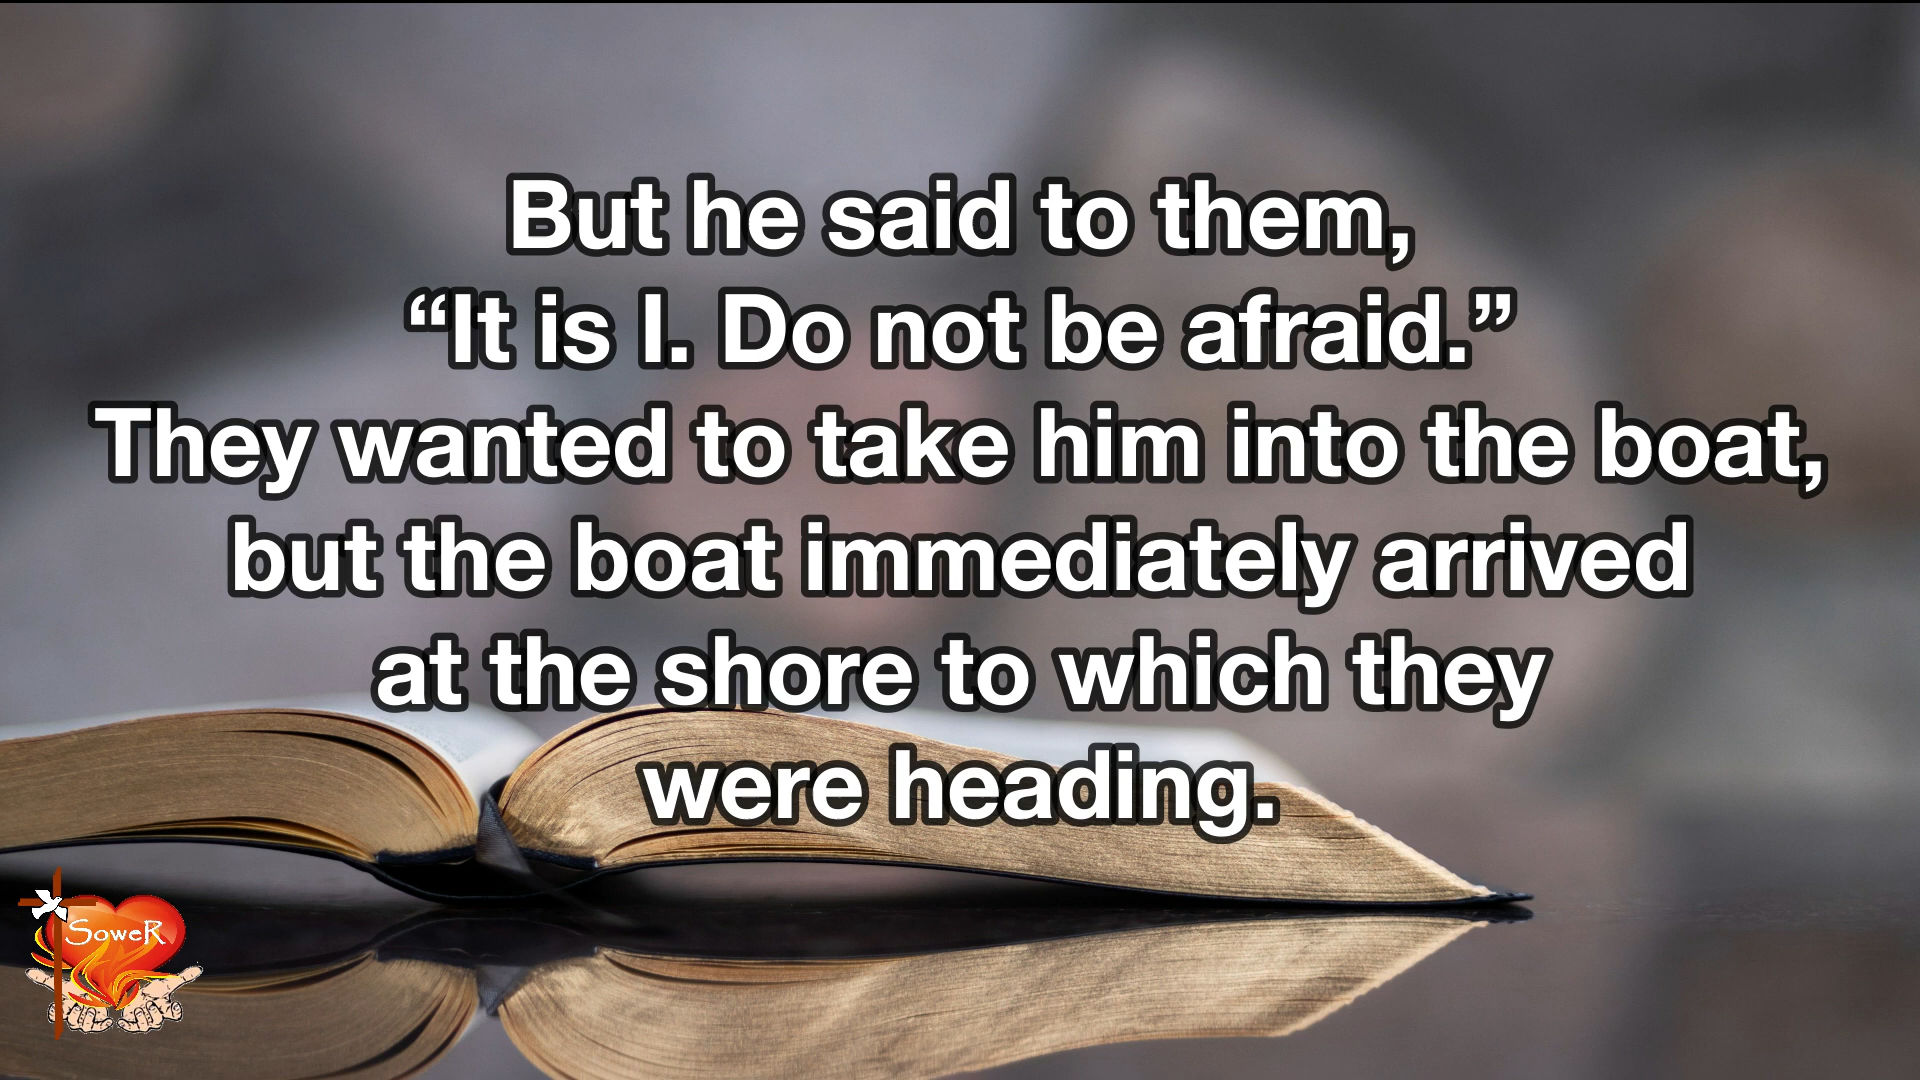 But he said to them,
“It is I. Do not be afraid.”
They wanted to take him into the boat,
but the boat immediately arrived
at the shore to which they
were heading.
SoweR